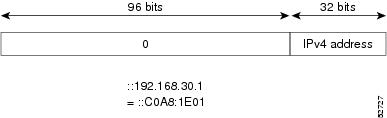 96 bits 32 bits
0 IPv4 address
::192.168.30.1
= ::C0A8:1E01
52727